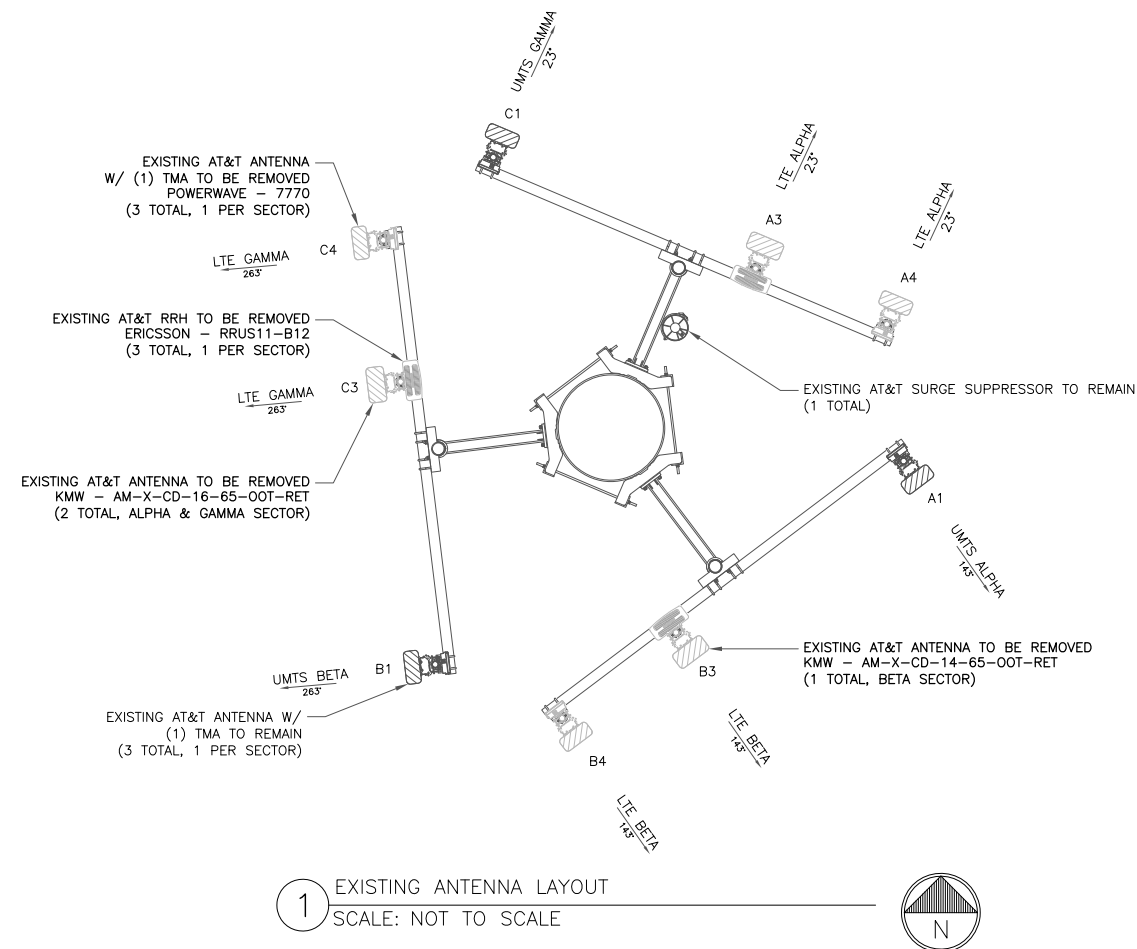 UMTS GAMMA
23°
C1
EXISTING AT&T ANTENNA
W/ (1) TMA TO BE REMOVED
POWERWAVE - 7770
(3 TOTAL, 1 PER SECTOR)
LTE ALPHA
23°
A3
LTE ALPHA
23°
A4
C4
LTE GAMMA
263°
EXISTING AT&T RRH TO BE REMOVED
ERICSSON - RRUS11-B12
(3 TOTAL, 1 PER SECTOR)
C3
LTE GAMMA
263°
EXISTING AT&T SURGE SUPPRESSOR TO REMAIN
(1 TOTAL)
EXISTING AT&T ANTENNA TO BE REMOVED
KMW - AM-X-CD-16-65-00T-RET
(2 TOTAL, ALPHA & GAMMA SECTOR)
A1
UMTS ALPHA
143°
EXISTING AT&T ANTENNA TO BE REMOVED
KMW - AM-X-CD-14-65-00T-RET
(1 TOTAL, BETA SECTOR)
B3
B1
UMTS BETA
263°
EXISTING AT&T ANTENNA W/
(1) TMA TO REMAIN
(3 TOTAL, 1 PER SECTOR)
LTE BETA
143°
B4
LTE BETA
143°
1
EXISTING ANTENNA LAYOUT
SCALE: NOT TO SCALE
N